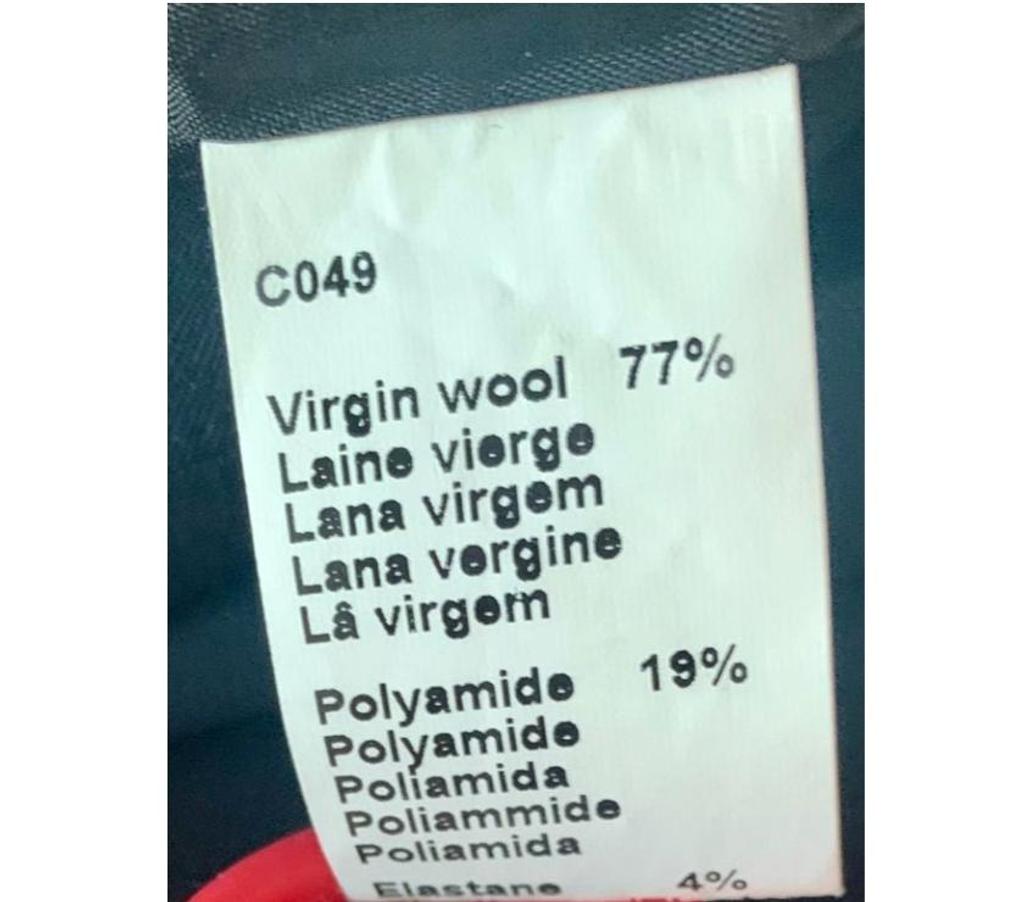 C049
Virgin wool 77%
Laine vierge
Lana virgem
Lana vergine
Lâ virgem
Polyamide 19%
Polyamide
Poliamida
Poliammide
Poliamida
Elastane 4%